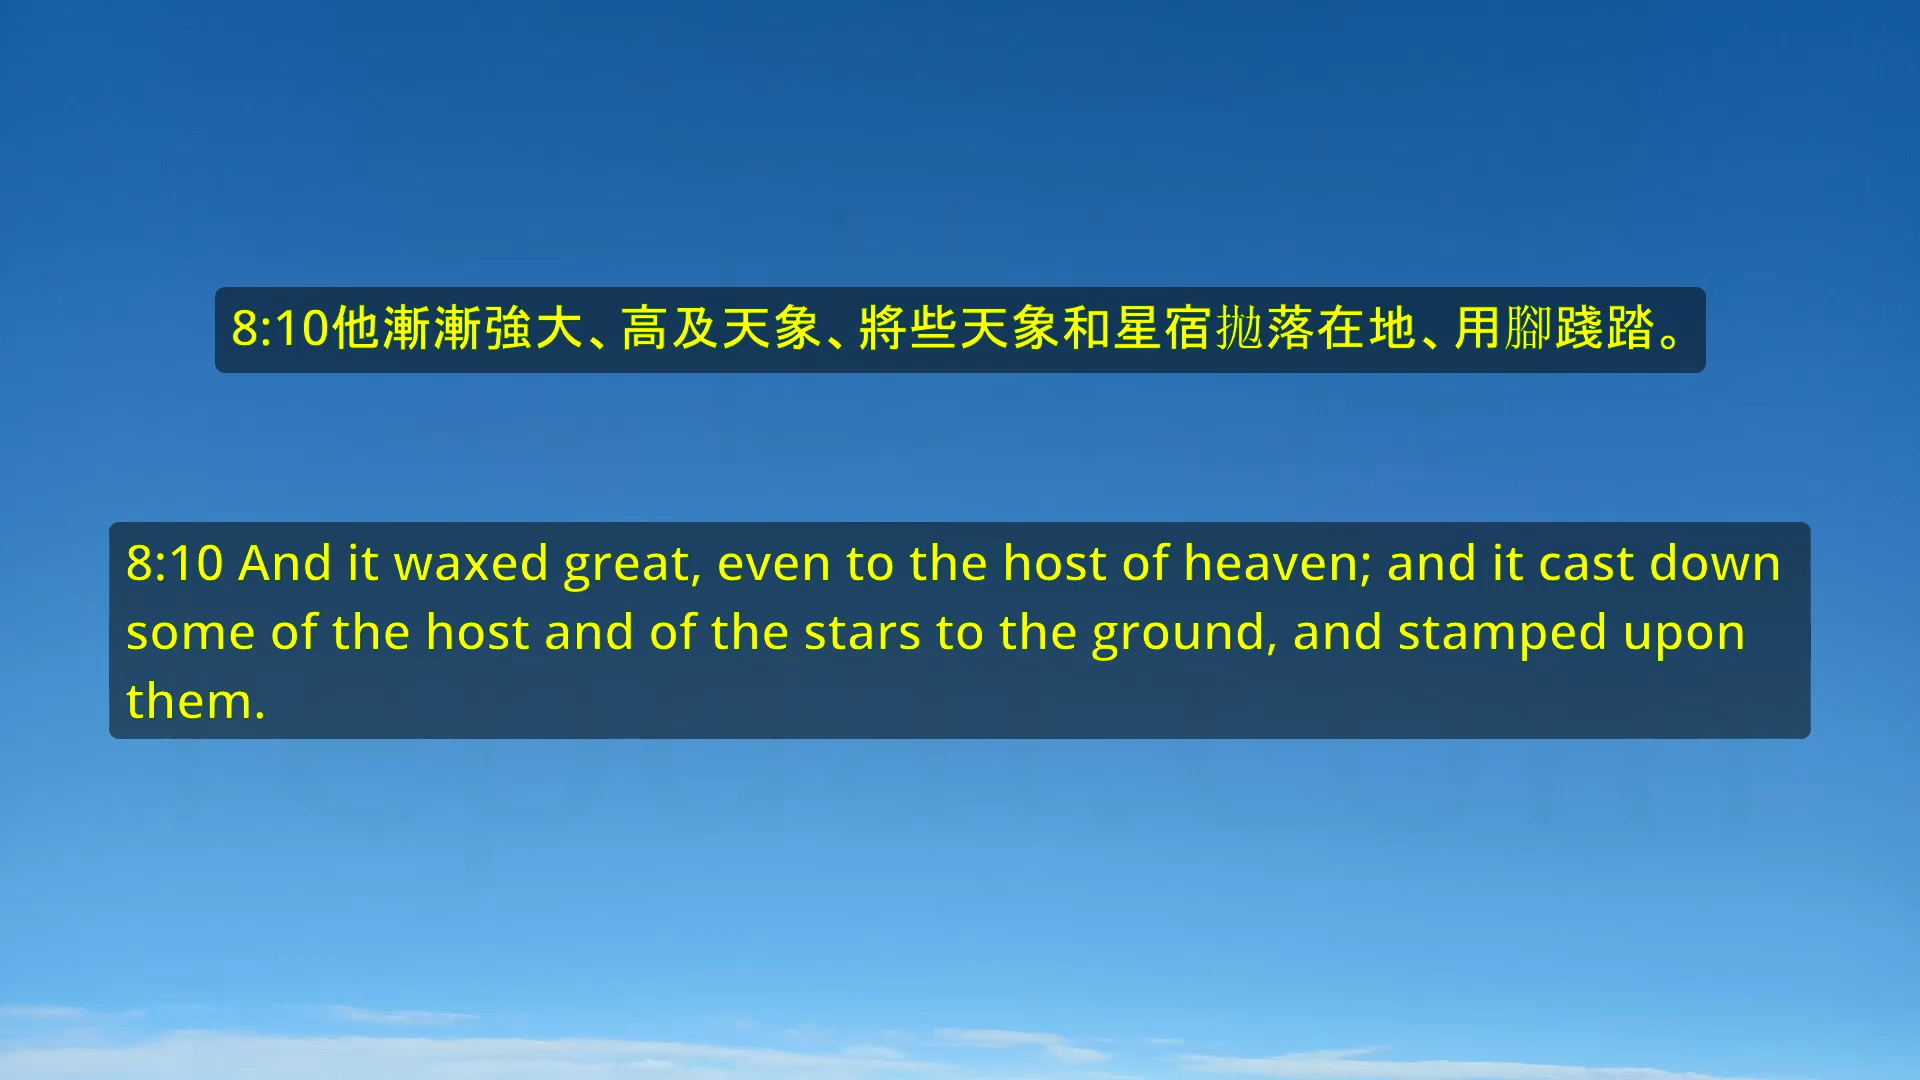 8:10他漸漸強大、高及天象、將些天象和星宿拋落在地、用腳踐踏。
8:10 And it waxed great, even to the host of heaven; and it cast down
some of the host and of the stars to the ground, and stamped upon
them.